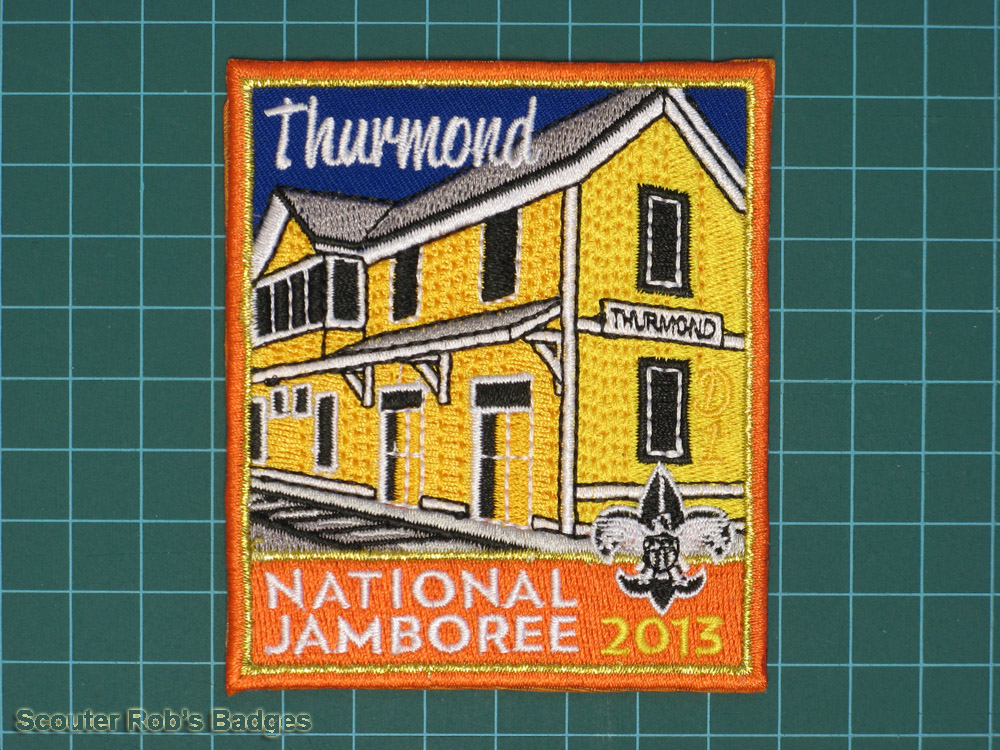 Thurmond
THURMOND
NATIONAL
JAMBOREE 2013
Scouter Rob's Badges